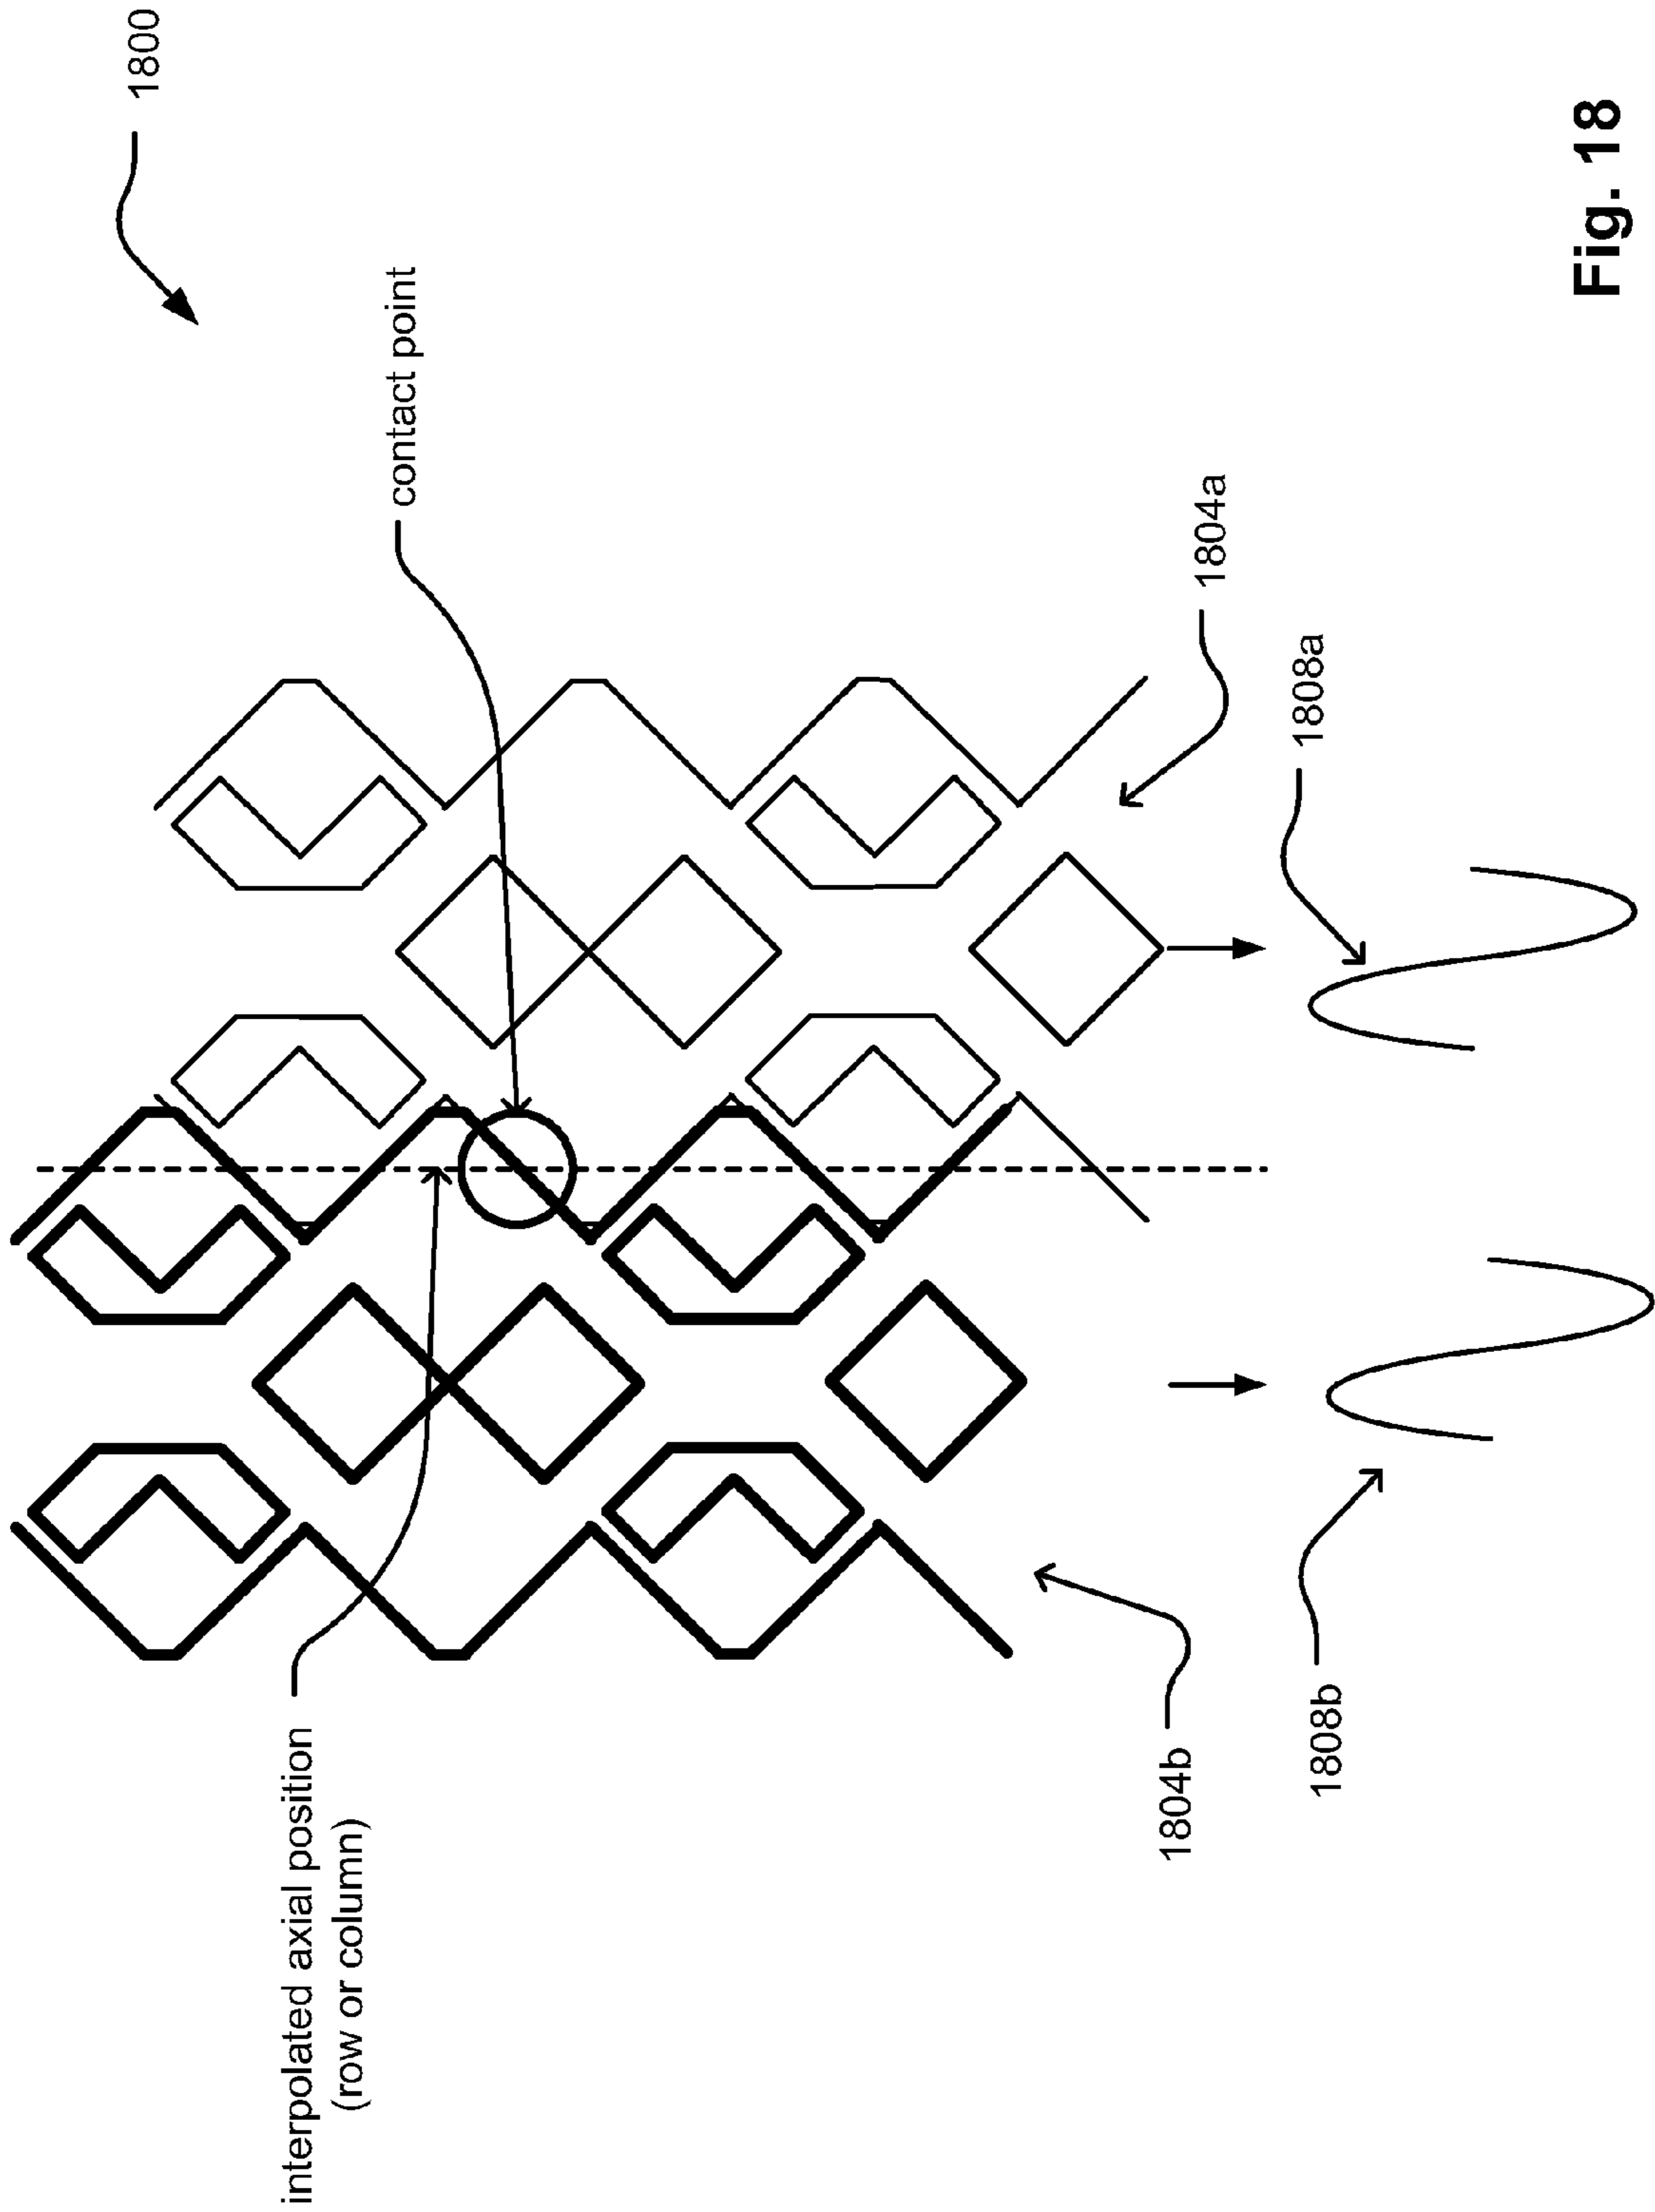 1800
contact point
interpolated axial position
(row or column)
1804a
1804b
1808a
1808b
Fig. 18